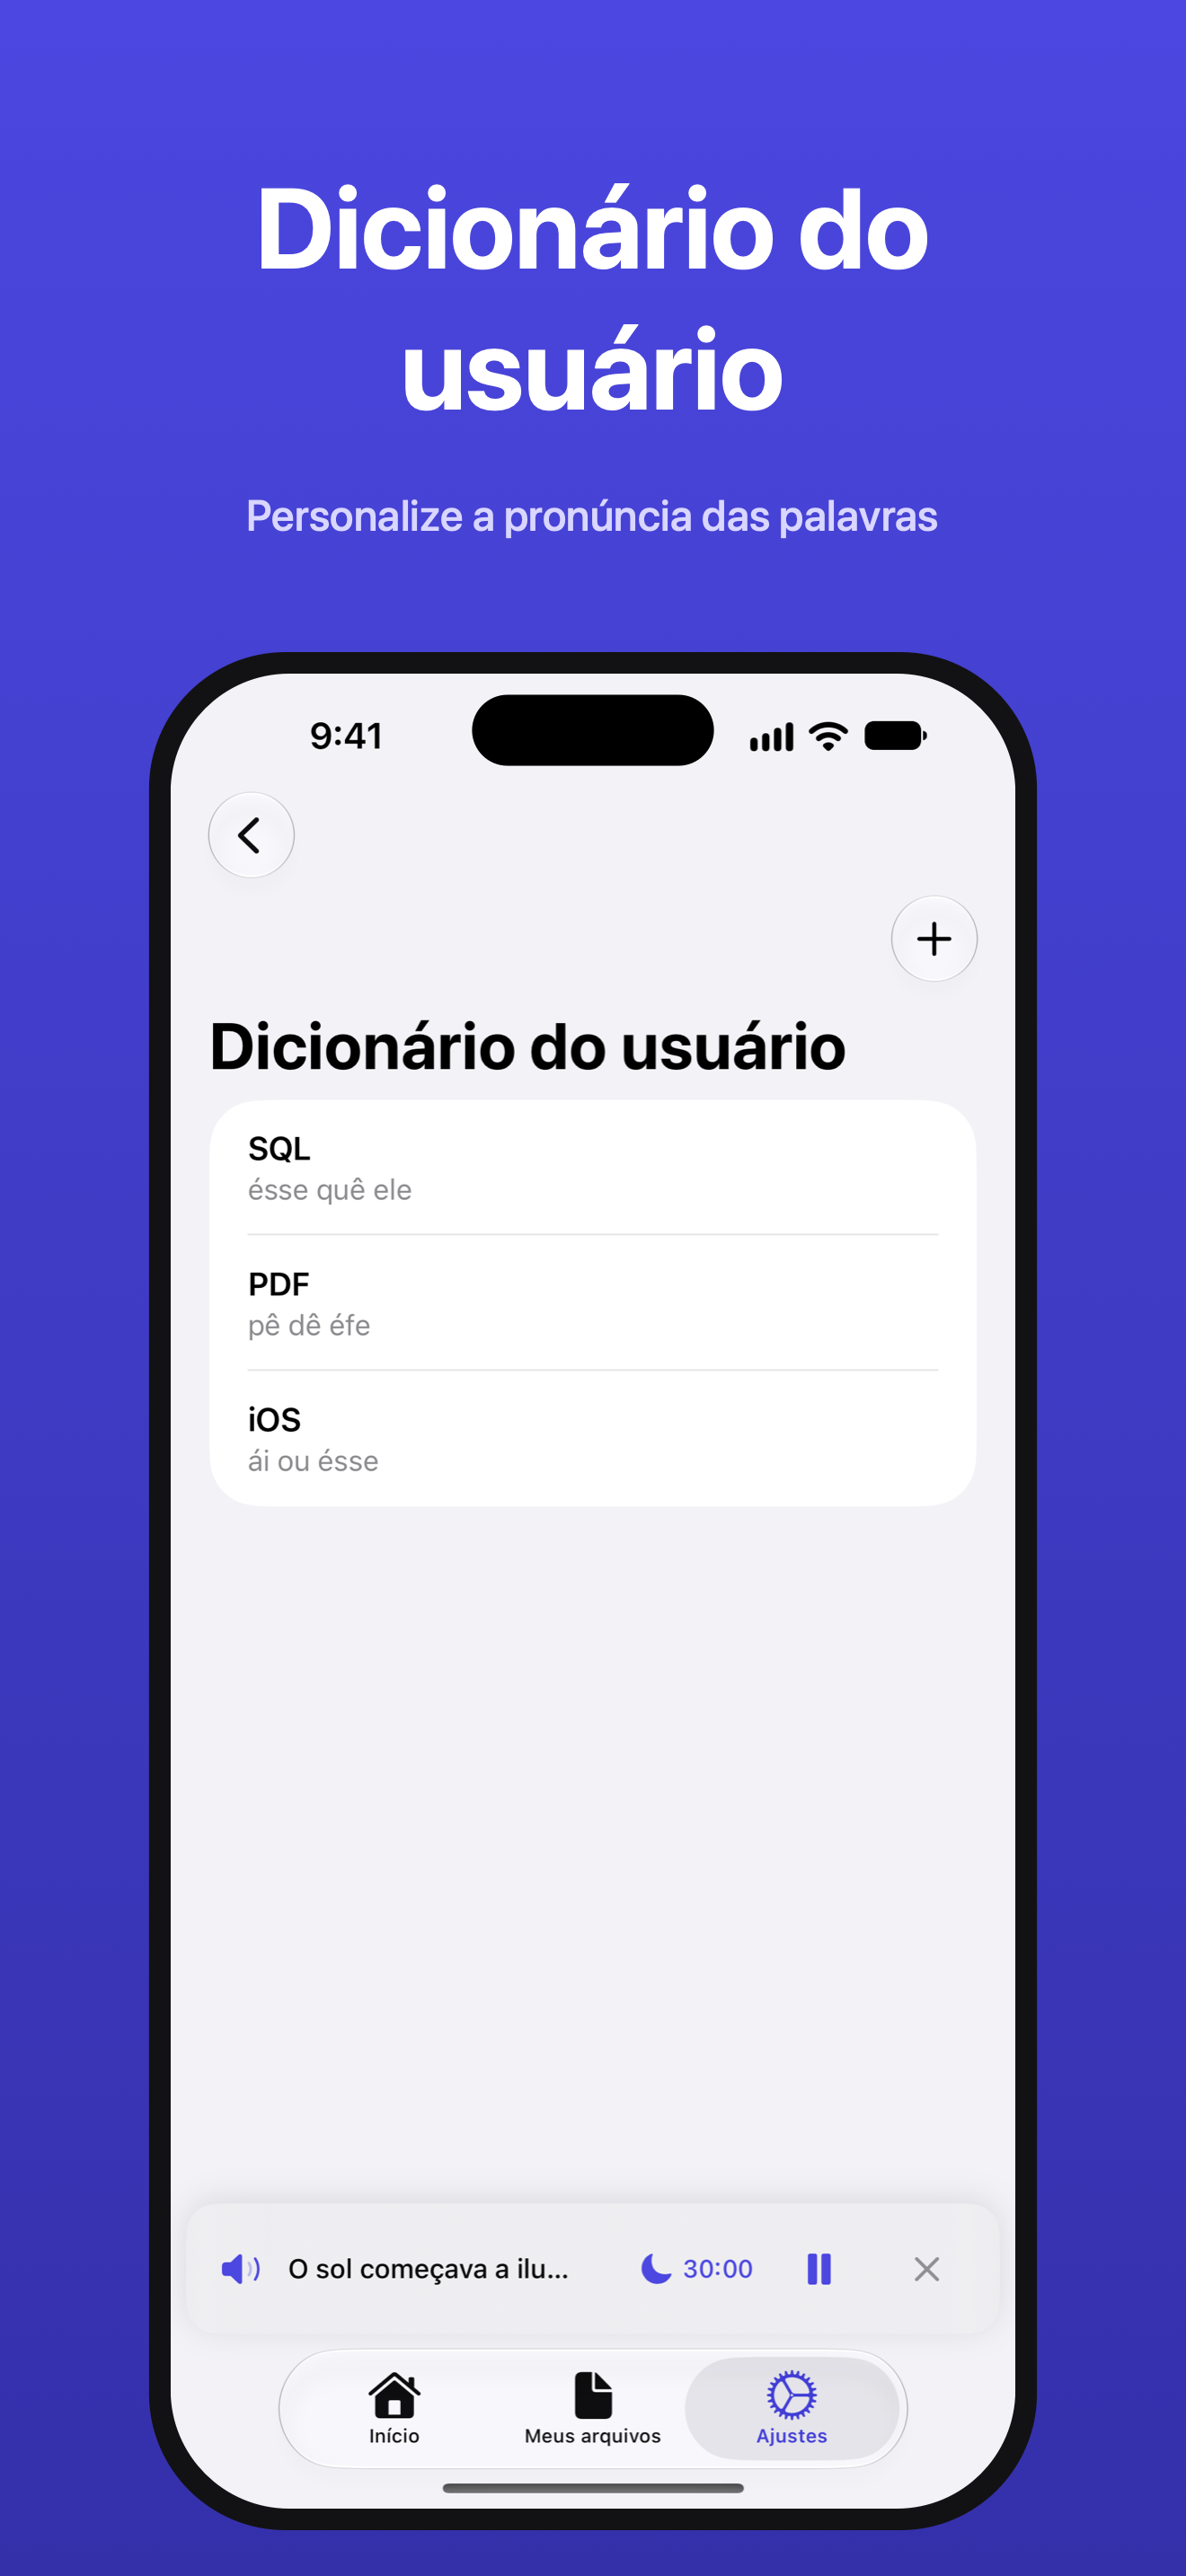 Dicionário do
usuário
Personalize a pronúncia das palavras
9:41
Dicionário do usuário
SQL
ésse quê ele
PDF
pê dê éfe
iOS
ái ou ésse
O sol começava a ilu... 30:00
Início Meus arquivos Ajustes